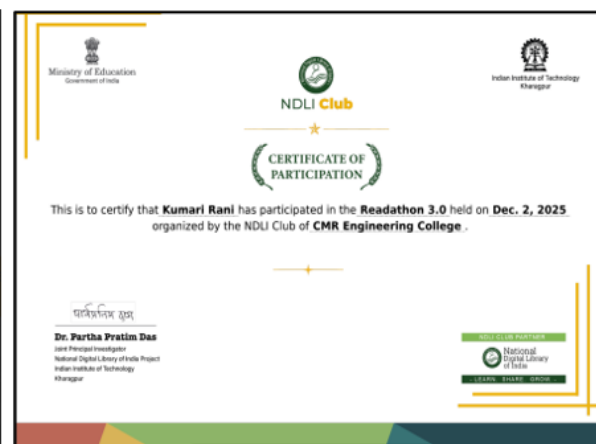 Ministry of Education
Government of India
NDLI Club
Indian Institute of Technology
Kharagpur
CERTIFICATE OF
PARTICIPATION
This is to certify that Kumari Rani has participated in the Readathon 3.0 held on Dec. 2, 2025
organized by the NDLI Club of CMR Engineering College .
Dr. Partha Pratim Das
Joint Principal Investigator
National Digital Library of India Project
Indian Institute of Technology
Kharagpur
NDLI CLUB PARTNER
National
Digital Library
of India
. LEARN . SHARE . GROW .